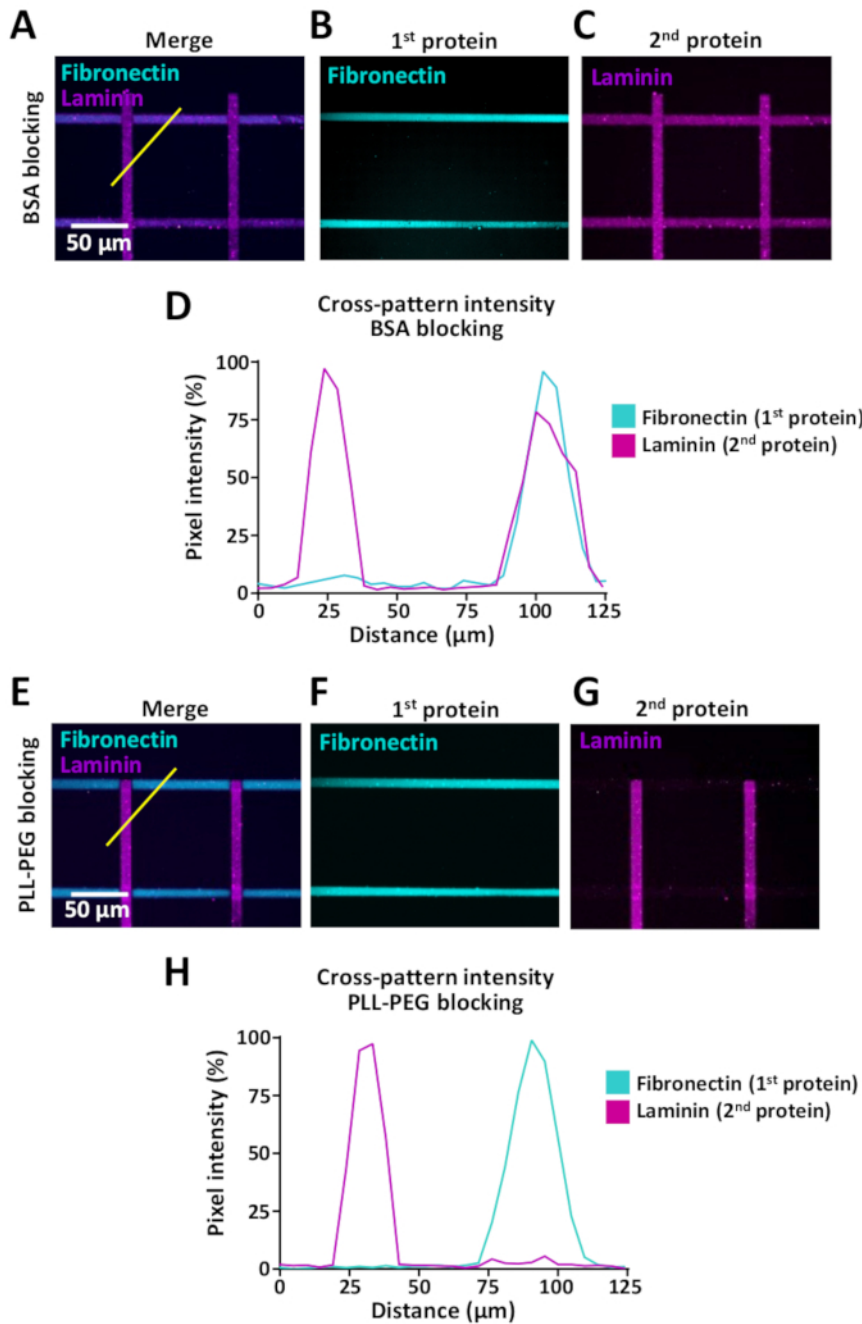 A
Merge
B
1st protein
C
2nd protein
BSA blocking
Fibronectin
Laminin
50 µm
Fibronectin
Laminin
D
Cross-pattern intensity
BSA blocking
Pixel intensity (%)
100
75
50
25
0
0 25 50 75 100 125
Distance (µm)
Fibronectin (1st protein)
Laminin (2nd protein)
E
Merge
F
1st protein
G
2nd protein
PLL-PEG blocking
Fibronectin
Laminin
50 µm
Fibronectin
Laminin
H
Cross-pattern intensity
PLL-PEG blocking
Pixel intensity (%)
100
75
50
25
0
0 25 50 75 100 125
Distance (µm)
Fibronectin (1st protein)
Laminin (2nd protein)